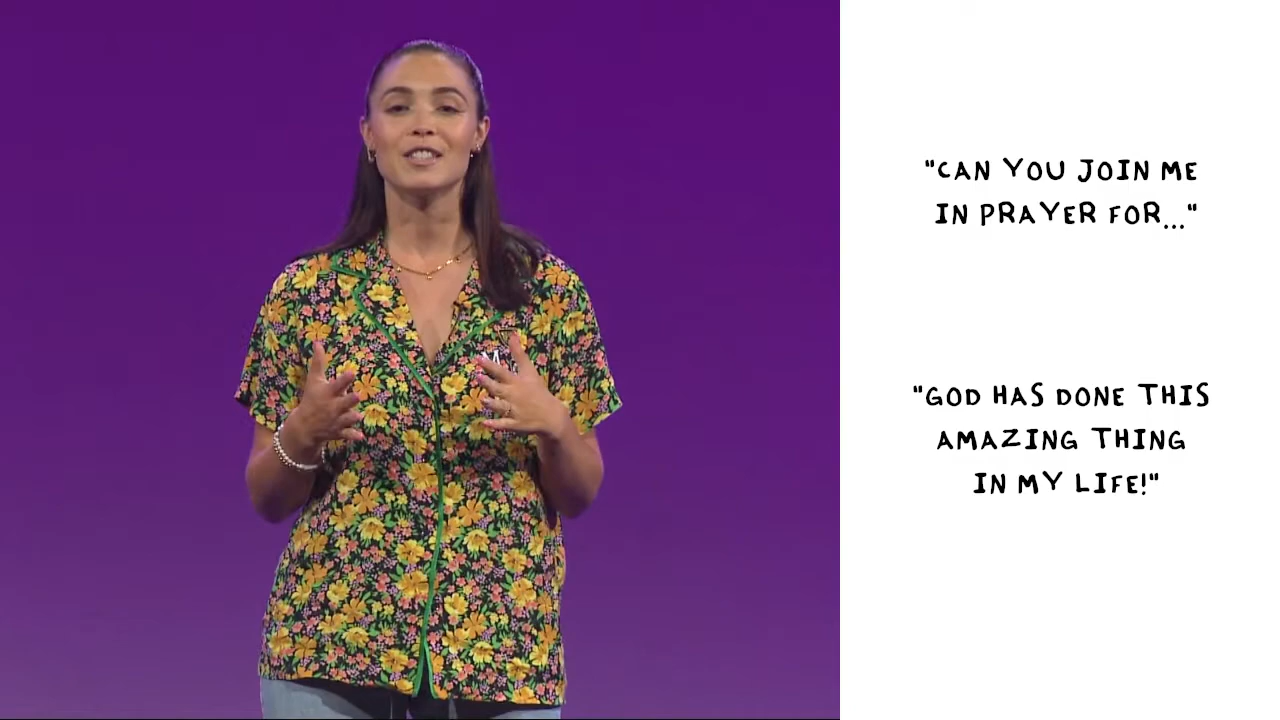 "CAN YOU JOIN ME
IN PRAYER FOR..."
"GOD HAS DONE THIS
AMAZING THING
IN MY LIFE!"